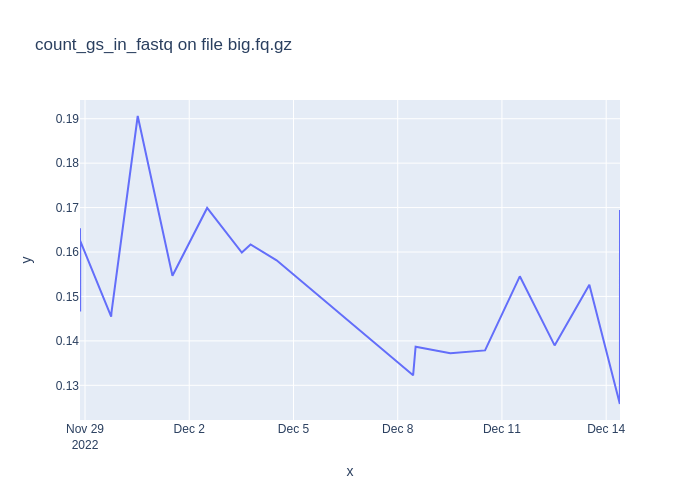 count_gs_in_fastq on file big.fq.gz
0.19
0.18
0.17
0.16
0.15
0.14
0.13
y
Nov 29
2022
Dec 2
Dec 5
Dec 8
Dec 11
Dec 14
x